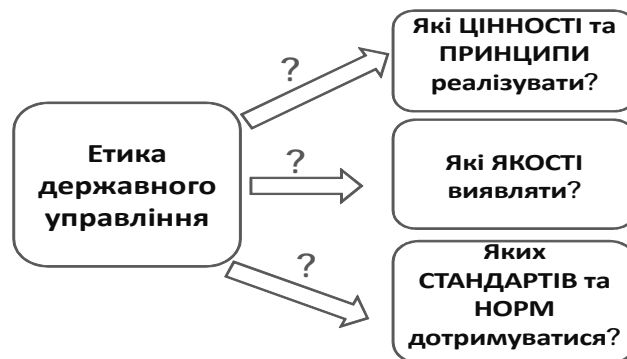 Етика
державного
управління
?
Які ЦІННОСТІ та
ПРИНЦИПИ
реалізувати?
?
Які ЯКОСТІ
виявляти?
?
Яких
СТАНДАРТІВ та
НОРМ
дотримуватися?